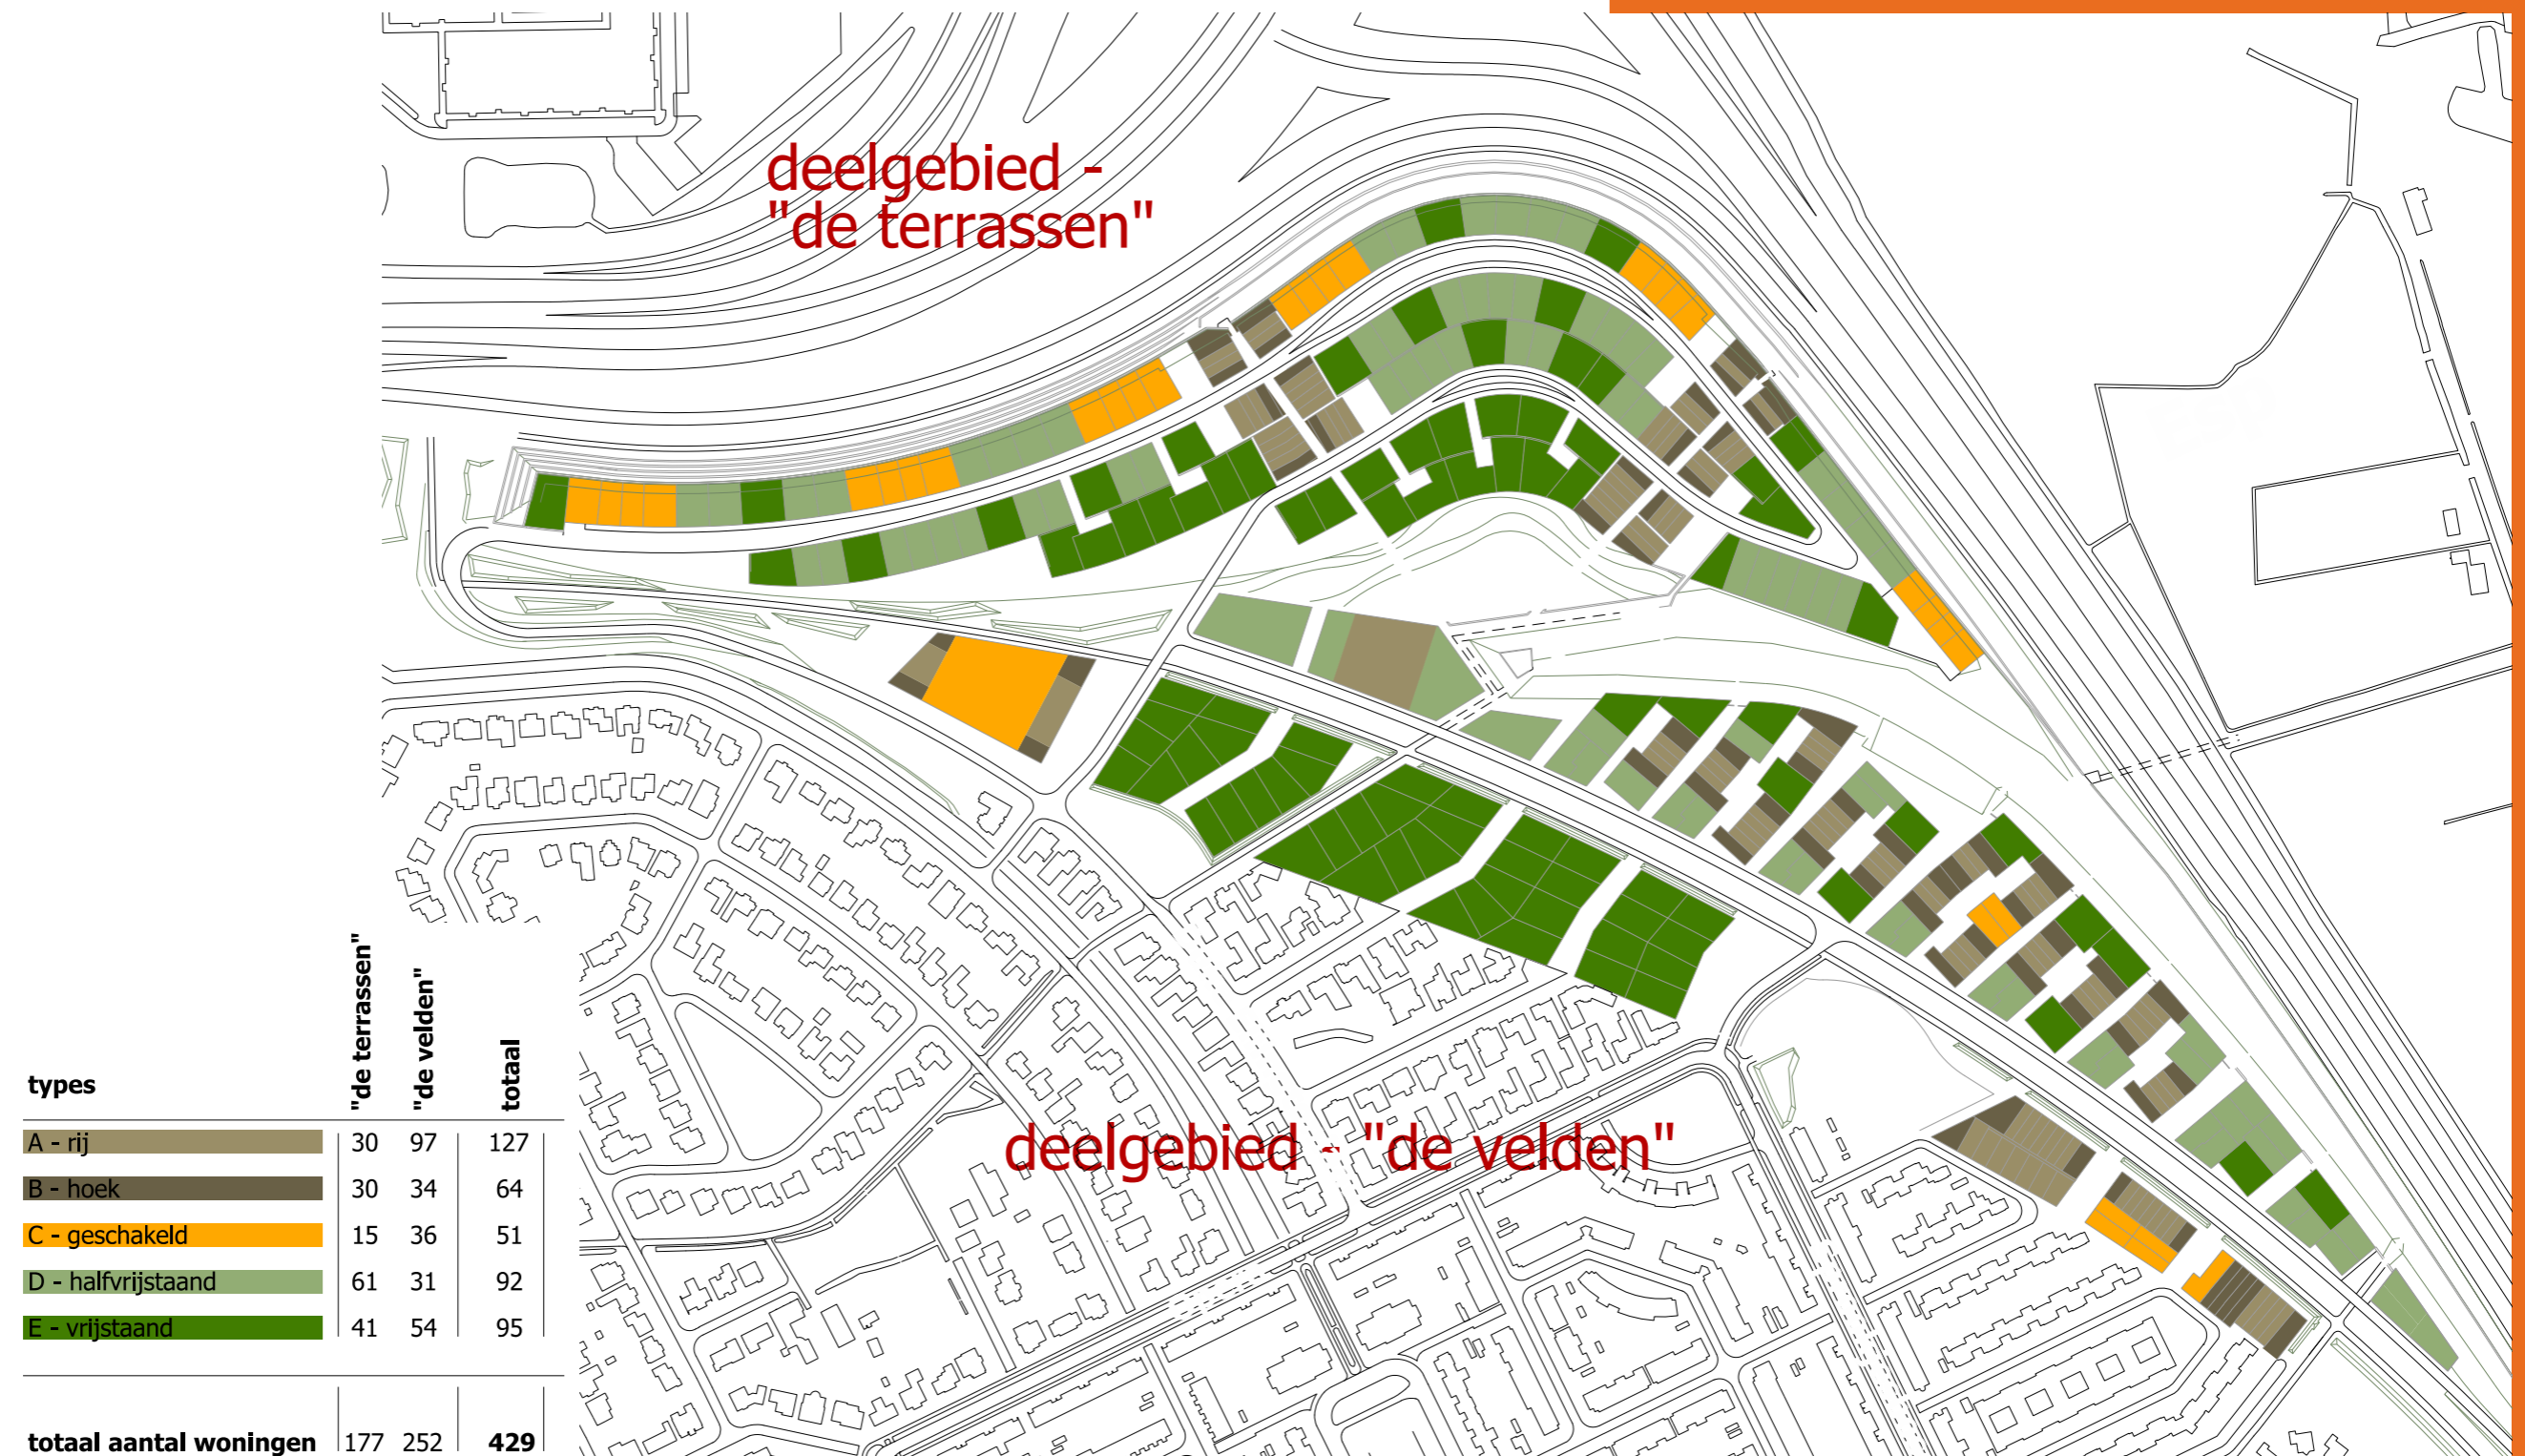 deelgebied -
"de terrassen"
deelgebied - "de velden"
types "de terrassen" "de velden" totaal
A - rij 30 97 127
B - hoek 30 34 64
C - geschakeld 15 36 51
D - halfvrijstaand 61 31 92
E - vrijstaand 41 54 95
totaal aantal woningen 177 252 429